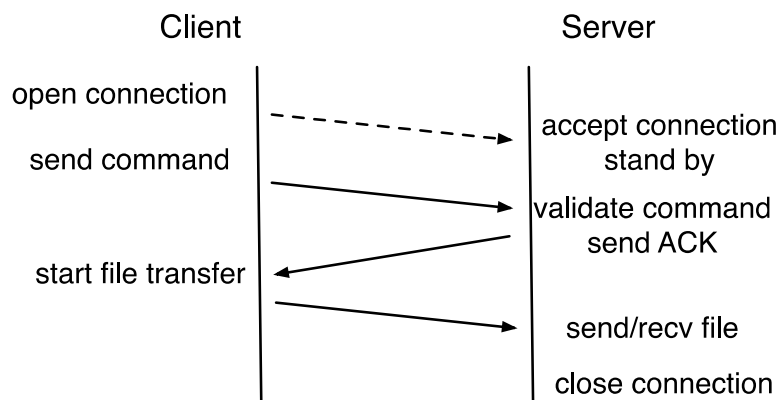 Client
Server
open connection
accept connection
stand by
send command
validate command
send ACK
start file transfer
send/recv file
close connection